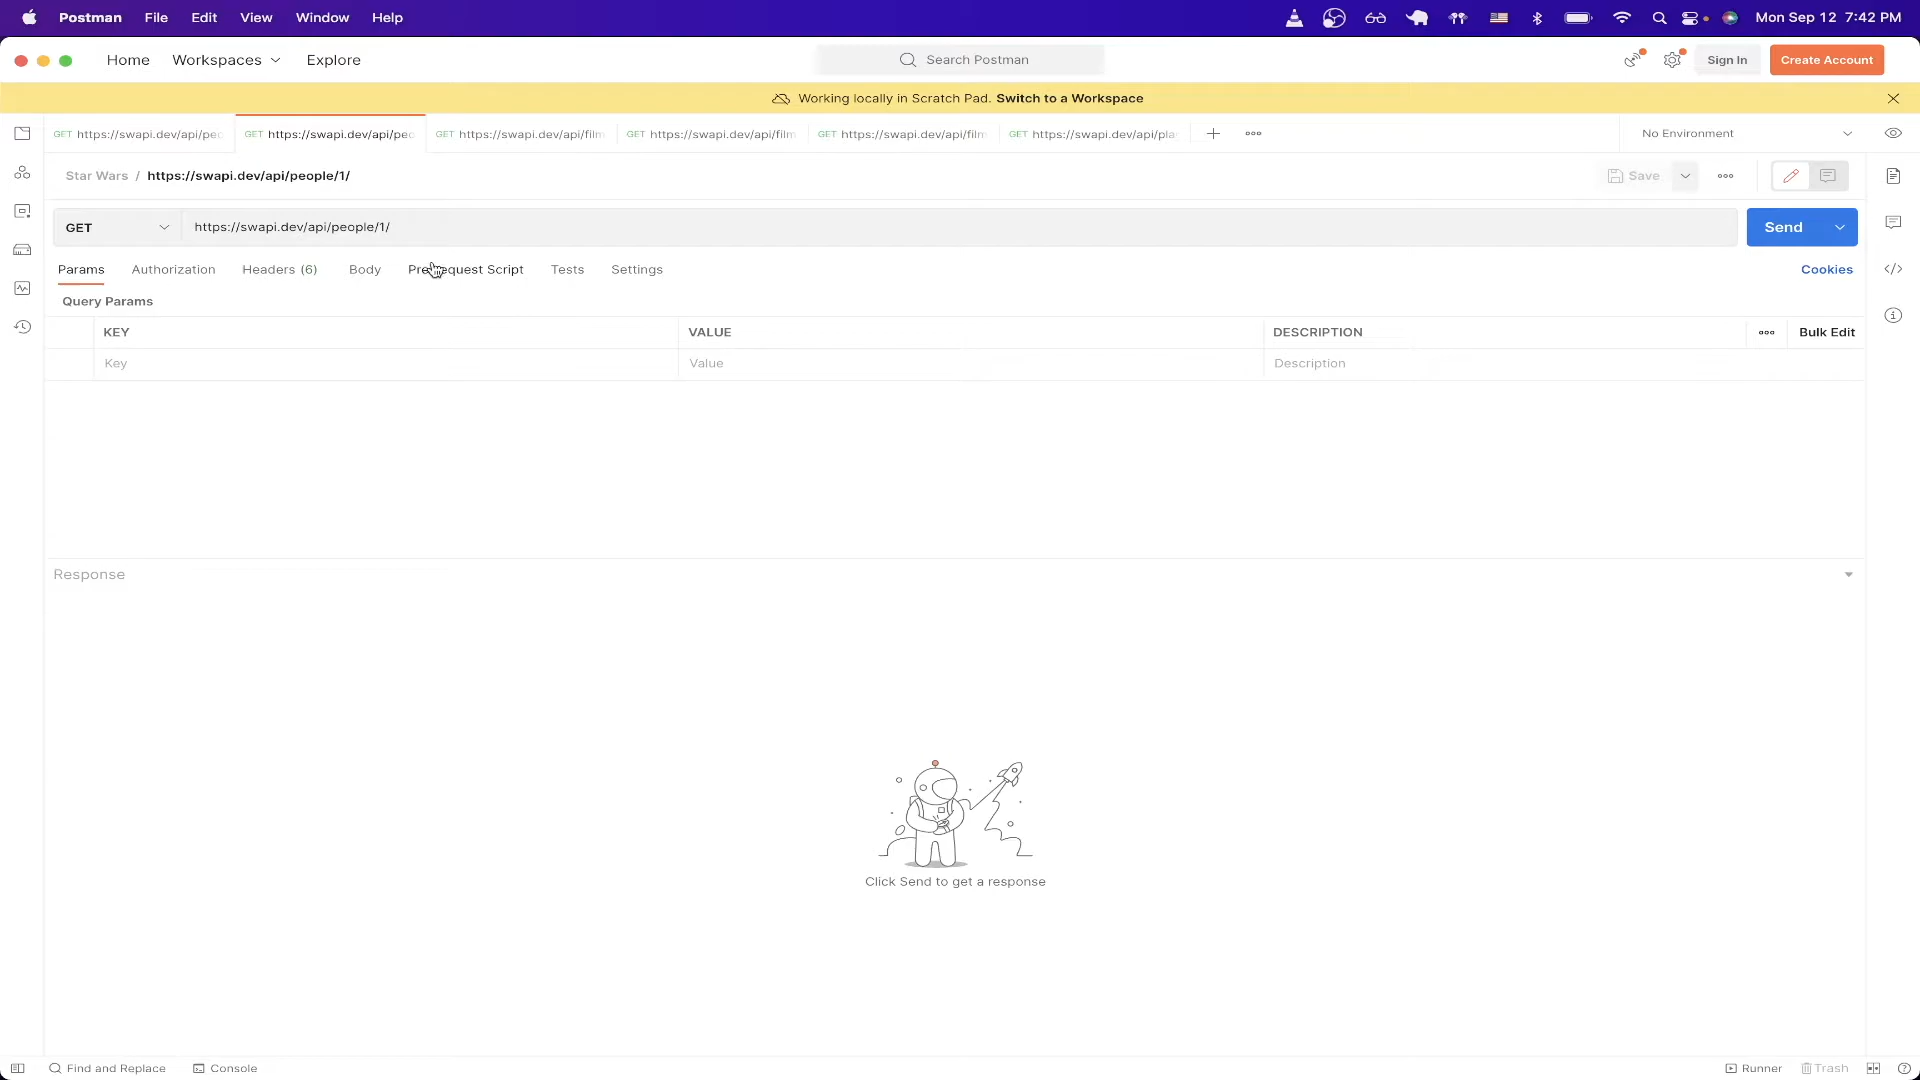 Postman File Edit View Window Help Mon Sep 12 7:42 PM
Home Workspaces Explore Search Postman Sign In Create Account
Working locally in Scratch Pad. Switch to a Workspace
GET https://swapi.dev/api/peo GET https://swapi.dev/api/peo GET https://swapi.dev/api/film GET https://swapi.dev/api/film GET https://swapi.dev/api/film GET https://swapi.dev/api/pla No Environment
Star Wars / https://swapi.dev/api/people/1/ Save
GET https://swapi.dev/api/people/1/ Send
Params Authorization Headers (6) Body Pre-request Script Tests Settings Cookies
Query Params
KEY VALUE DESCRIPTION Bulk Edit
Key Value Description
Response
Click Send to get a response
Find and Replace Console Runner Trash